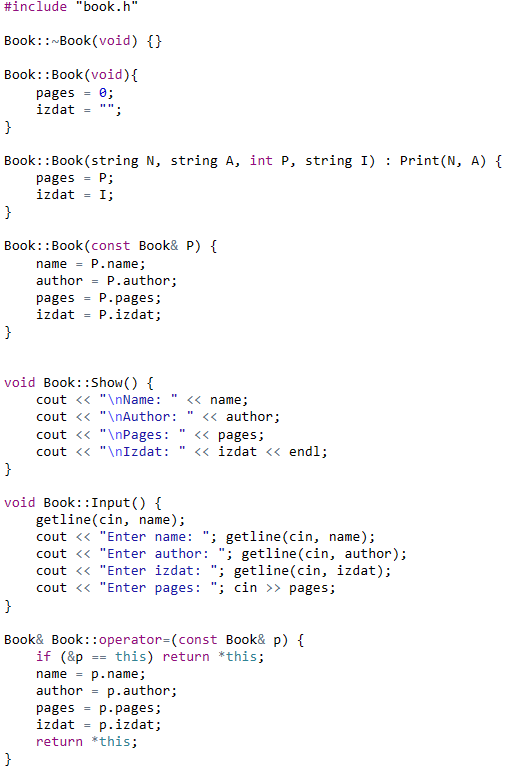 #include "book.h"

Book::~Book(void) {}

Book::Book(void){
    pages = 0;
    izdat = "";
}

Book::Book(string N, string A, int P, string I) : Print(N, A) {
    pages = P;
    izdat = I;
}

Book::Book(const Book& P) {
    name = P.name;
    author = P.author;
    pages = P.pages;
    izdat = P.izdat;
}


void Book::Show() {
    cout << "\nName: " << name;
    cout << "\nAuthor: " << author;
    cout << "\nPages: " << pages;
    cout << "\nIzdat: " << izdat << endl;
}

void Book::Input() {
    getline(cin, name);
    cout << "Enter name: "; getline(cin, name);
    cout << "Enter author: "; getline(cin, author);
    cout << "Enter izdat: "; getline(cin, izdat);
    cout << "Enter pages: "; cin >> pages;
}

Book& Book::operator=(const Book& p) {
    if (&p == this) return *this;
    name = p.name;
    author = p.author;
    pages = p.pages;
    izdat = p.izdat;
    return *this;
}